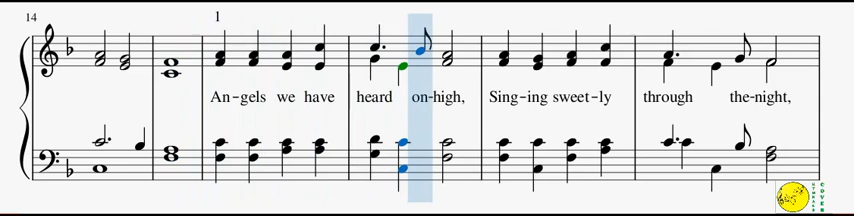 14
1
An-gels we have heard on-high, Sing-ing sweet-ly through the-night,